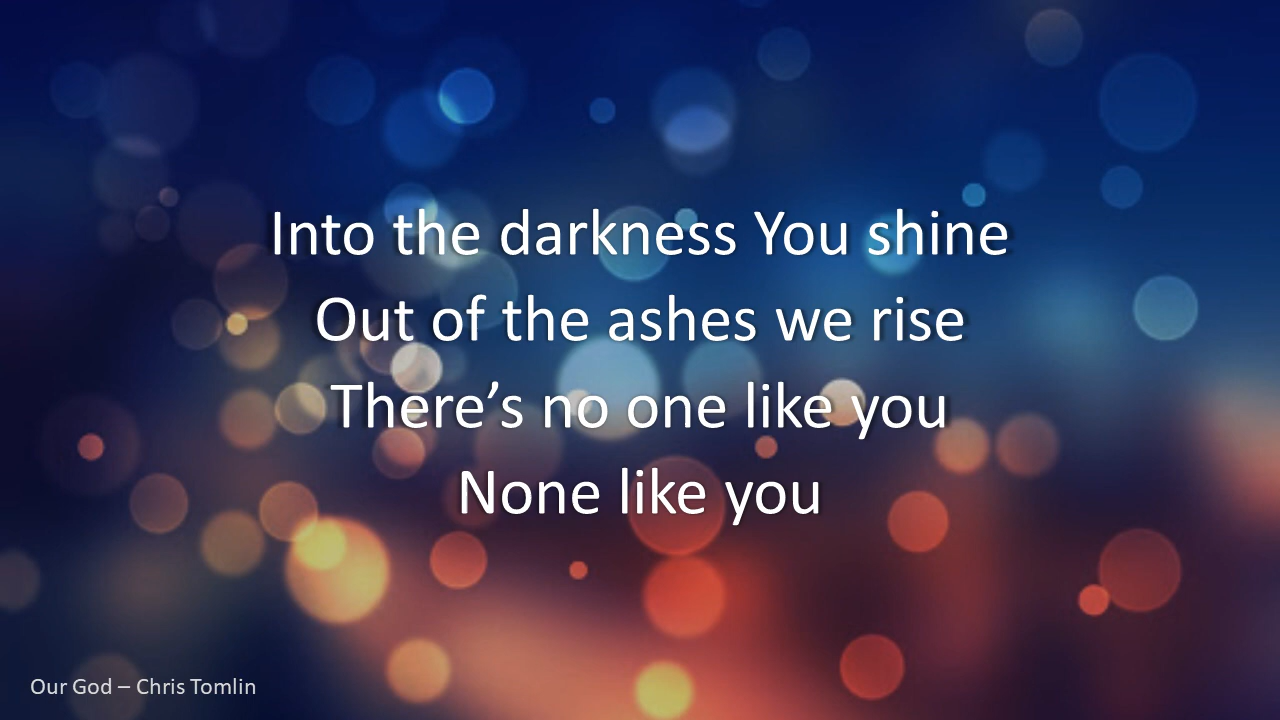 Into the darkness You shine
Out of the ashes we rise
There’s no one like you
None like you
Our God – Chris Tomlin